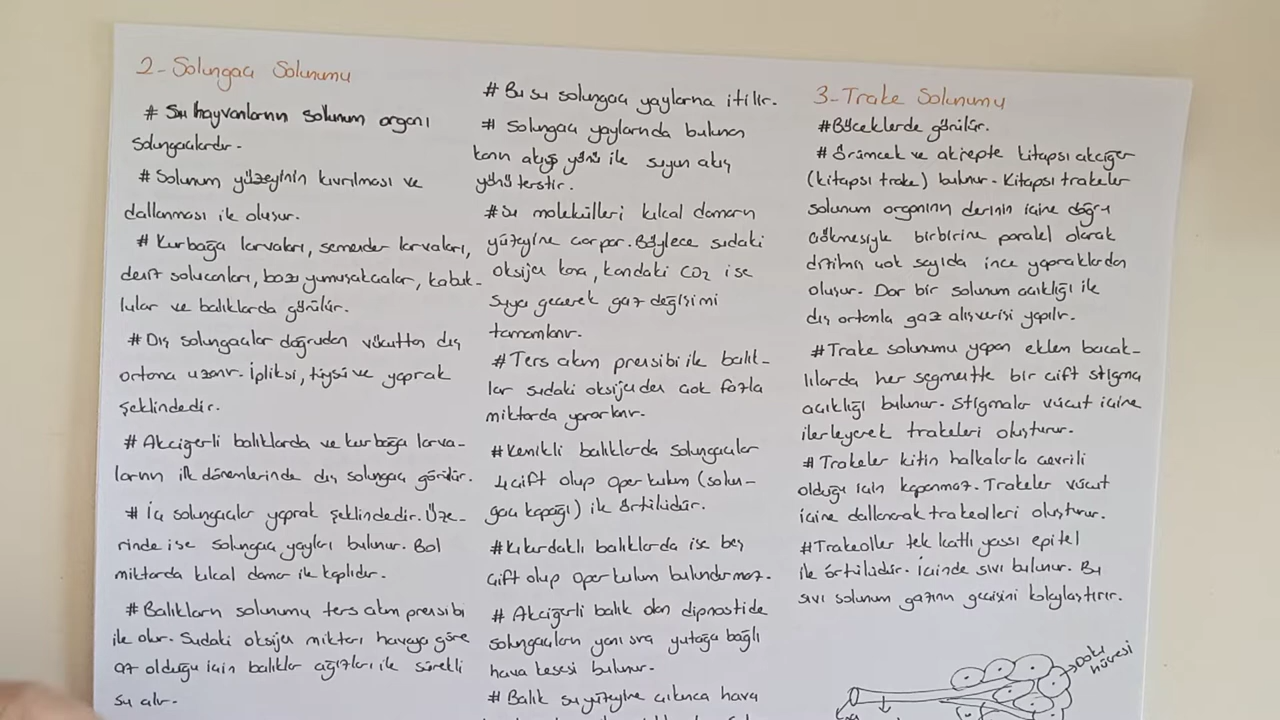 2- Solungaç Solunumu
# Su hayvanlarının solunum organı
solungaçlardır.
# Solunum yüzeyinin kıvrılması ve
dallanması ile oluşur.
# Kurbağa larvaları, semender larvaları,
deniz solucanları, bazı yumuşakçalar, kabuk-
lular ve balıklarda görülür.
# Dış solungaçlar doğrudan vücuttan dış
ortama uzanır. İpliksi, tüysü ve yaprak
şeklindedir.
# Akciğerli balıklarda ve kurbağa larva-
larının ilk dönemlerinde dış solungaç görülür.
# İç solungaçlar yaprak şeklindedir. Üze-
rinde ise solungaç yayları bulunur. Bol
miktarda kılcal damar ile kaplıdır.
# Balıkların solunumu ters akım prensibi
ile olur. Sudaki oksijen miktarı havaya göre
az olduğu için balıklar ağızları ile sürekli
su alır.
# Bu su solungaç yaylarına itilir.
# Solungaç yaylarında bulunan
kanın akış yönü ile suyun akış
yönü terstir.
# Su molekülleri kılcal damarın
yüzeyine çarpar. Böylece sudaki
oksijen kana, kandaki CO2 ise
suya geçerek gaz değişimi
tamamlanır.
# Ters akım prensibi ile balık-
lar sudaki oksijenden çok fazla
miktarda yararlanır.
# Kemikli balıklarda solungaçlar
4 çift olup operkulum (solun-
gaç kapağı) ile örtülüdür.
# Kıkırdaklı balıklarda ise beş
çift olup operkulum bulundurmaz.
# Akciğerli balık olan dipnostide
solungaçların yanı sıra yutağa bağlı
hava kesesi bulunur.
# Balık su yüzeyine çıkınca hava
3- Trake Solunumu
# Böceklerde görülür.
# Örümcek ve akrepte kitapsı akciğer
(kitapsı trake) bulunur. Kitapsı trakeler
solunum organının derinin içine doğru
çökmesiyle birbirine paralel olarak
dizilmiş çok sayıda ince yapraklardan
oluşur. Dar bir solunum açıklığı ile
dış ortamla gaz alışverişi yapılır.
# Trake solunumu yapan eklem bacak-
lılarda her segmentte bir çift stigma
açıklığı bulunur. Stigmalar vücut içine
ilerleyerek trakeleri oluşturur.
# Trakeler kitin halkalarla çevrili
olduğu için kapanmaz. Trakeler vücut
içine dallanarak trakeolleri oluşturur.
# Trakeoller tek katlı yassı epitel
ile örtülüdür. İçinde sıvı bulunur. Bu
sıvı solunum gazının geçişini kolaylaştırır.
Doku
hücresi